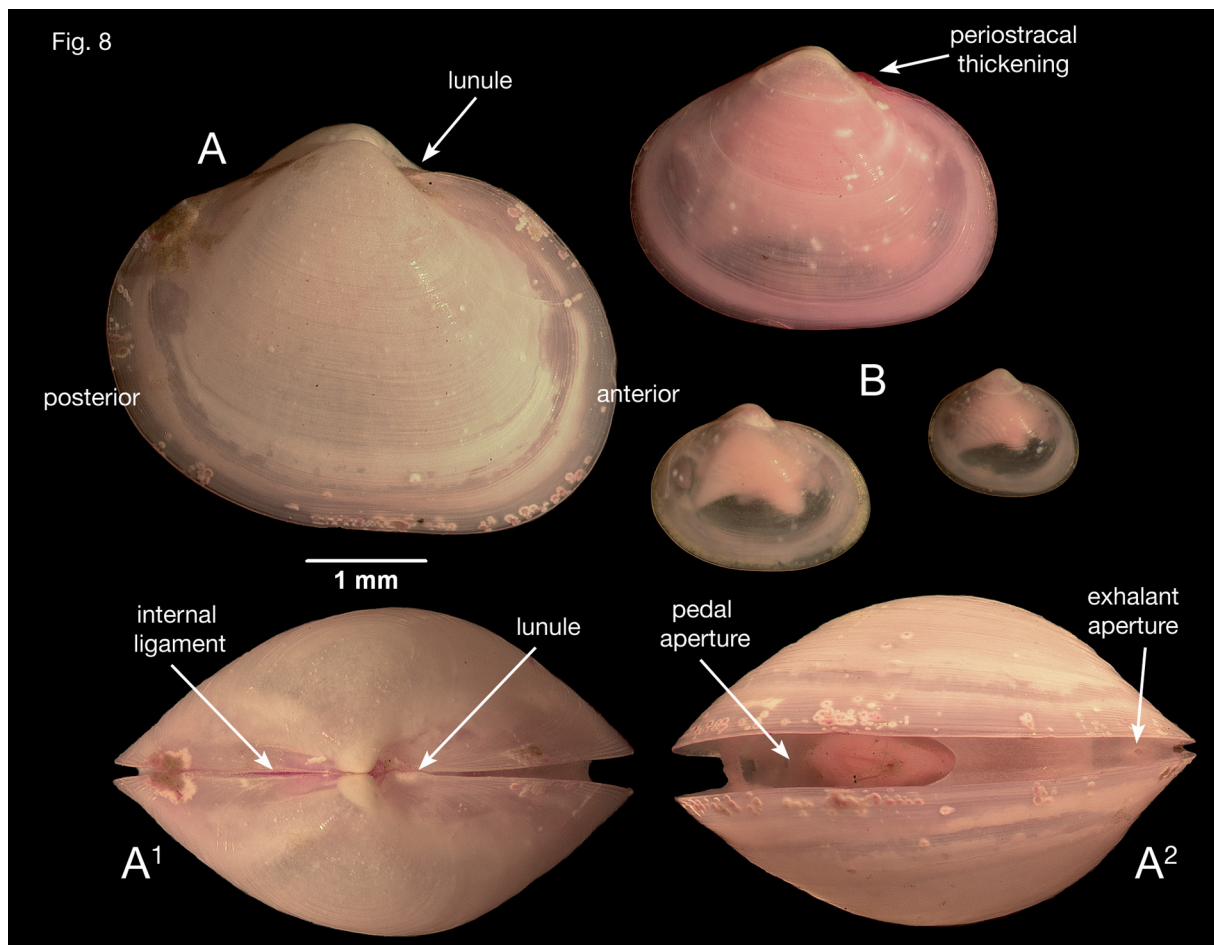 Fig. 8
lunule
A
periostracal
thickening
posterior
anterior
B
1 mm
internal
ligament
lunule
pedal
aperture
exhalant
aperture
A¹
A²